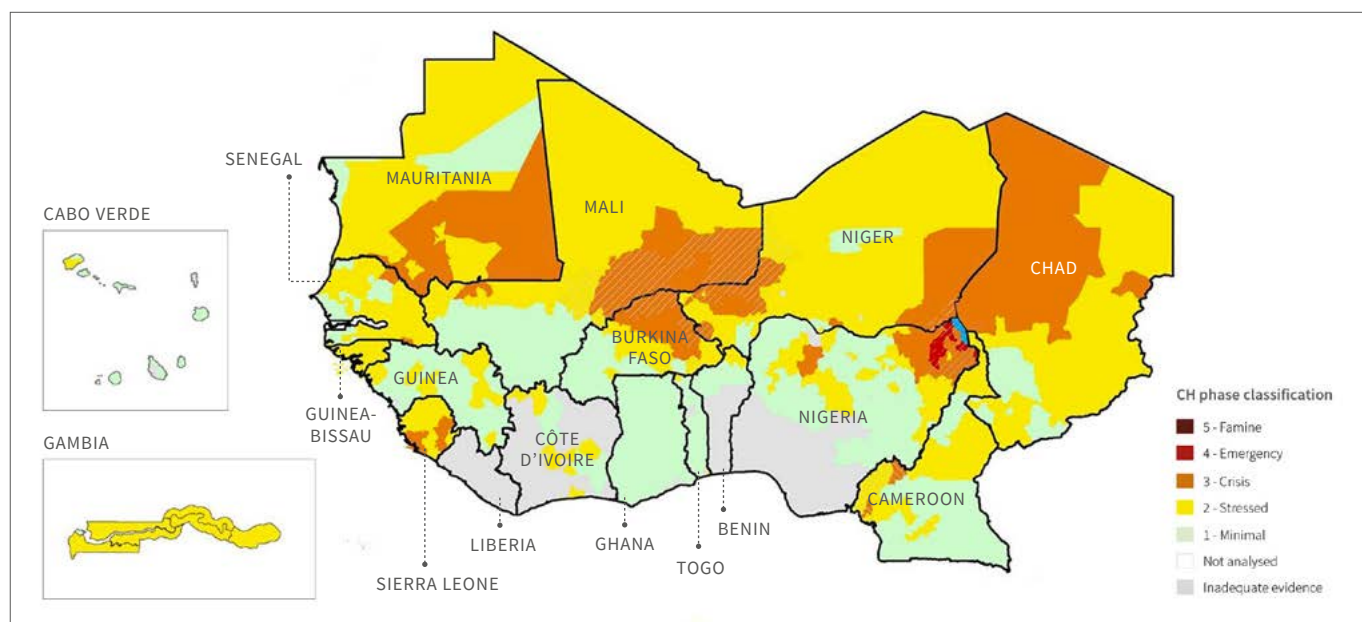 SENEGAL
MAURITANIA
CABO VERDE
MALI
NIGER
CHAD
BURKINA
FASO
GUINEA
GUINEA-
BISSAU
NIGERIA
CÔTE
D'IVOIRE
GAMBIA
CAMEROON
LIBERIA
GHANA
BENIN
TOGO
SIERRA LEONE
CH phase classification
5 - Famine
4 - Emergency
3 - Crisis
2 - Stressed
1 - Minimal
Not analysed
Inadequate evidence